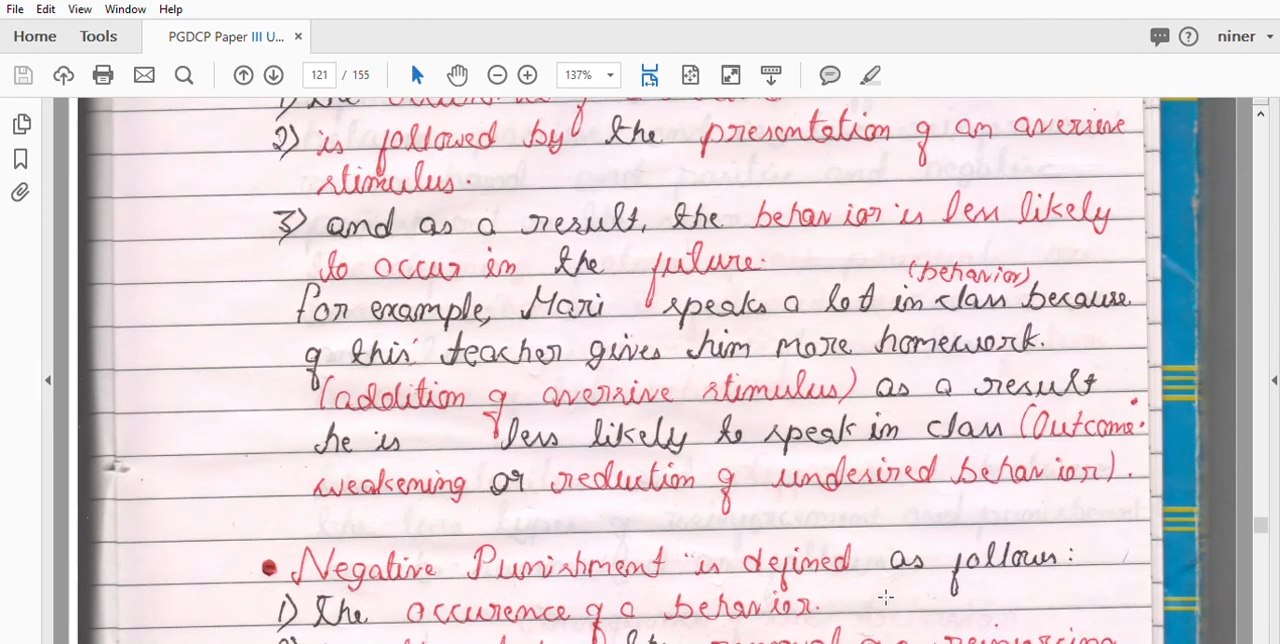 File Edit View Window Help
Home Tools PGDCP Paper III U... × niner
121 / 155 137%
2) is followed by the presentation of an aversive
stimulus.
3) and as a result, the behavior is less likely
to occur in the future.
(behavior)
for example, Mari speaks a lot in class because
of this teacher gives him more homework.
(addition of aversive stimulus) as a result
he is less likely to speak in class (Outcome.
weakening or reduction of undesired behavior).
• Negative Punishment is defined as follows:
1) The occurence of a behavior.